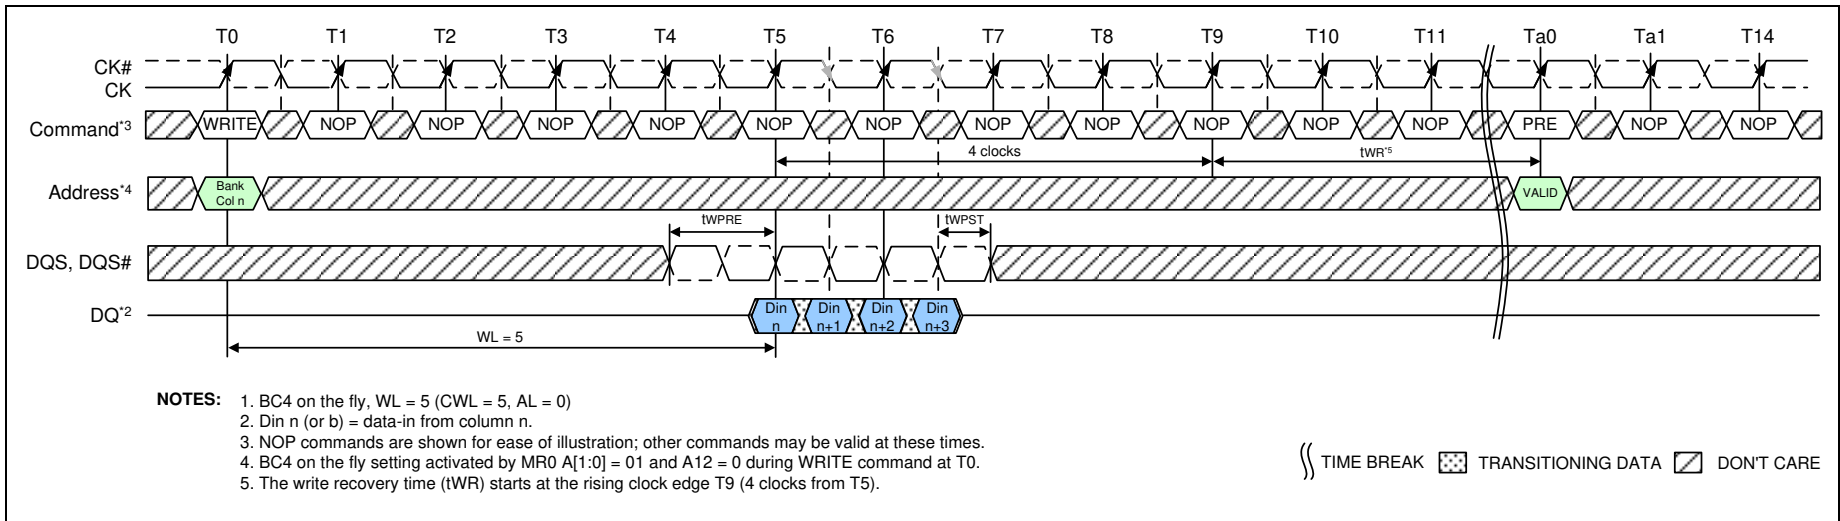 T0 T1 T2 T3 T4 T5 T6 T7 T8 T9 T10 T11 Ta0 Ta1 T14
CK#
CK
Command*3 WRITE NOP NOP NOP NOP NOP NOP NOP NOP NOP NOP NOP PRE NOP NOP
4 clocks tWR*5
Address*4 Bank Col n VALID
tWPRE tWPST
DQS, DQS#
DQ*2 Din n Din n+1 Din n+2 Din n+3
WL = 5
NOTES: 1. BC4 on the fly, WL = 5 (CWL = 5, AL = 0)
2. Din n (or b) = data-in from column n.
3. NOP commands are shown for ease of illustration; other commands may be valid at these times.
4. BC4 on the fly setting activated by MR0 A[1:0] = 01 and A12 = 0 during WRITE command at T0.
5. The write recovery time (tWR) starts at the rising clock edge T9 (4 clocks from T5).
TIME BREAK TRANSITIONING DATA DON'T CARE